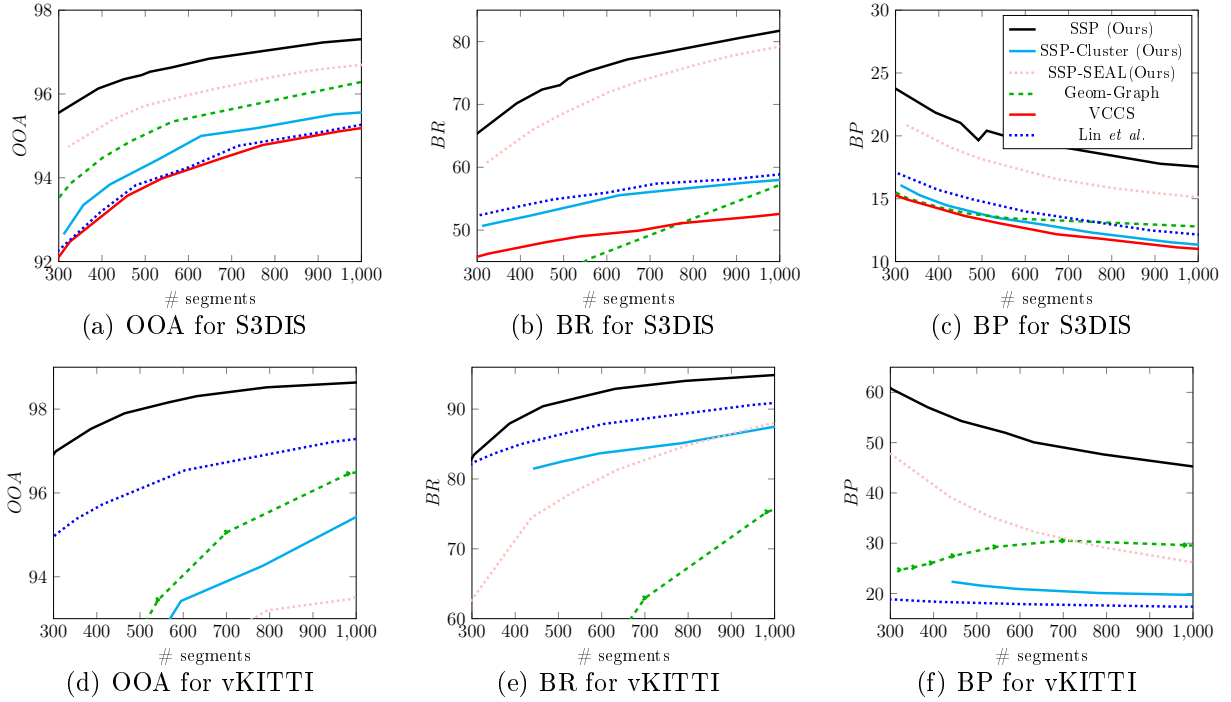 98
96
94
92
OOA
300 400 500 600 700 800 900 1,000
# segments
(a) OOA for S3DIS
80
70
60
50
BR
300 400 500 600 700 800 900 1,000
# segments
(b) BR for S3DIS
30
25
20
15
10
BP
SSP (Ours)
SSP-Cluster (Ours)
SSP-SEAL(Ours)
Geom-Graph
VCCS
Lin et al.
300 400 500 600 700 800 900 1,000
# segments
(c) BP for S3DIS
98
96
94
OOA
300 400 500 600 700 800 900 1,000
# segments
(d) OOA for vKITTI
90
80
70
60
BR
300 400 500 600 700 800 900 1,000
# segments
(e) BR for vKITTI
60
50
40
30
20
BP
300 400 500 600 700 800 900 1,000
# segments
(f) BP for vKITTI